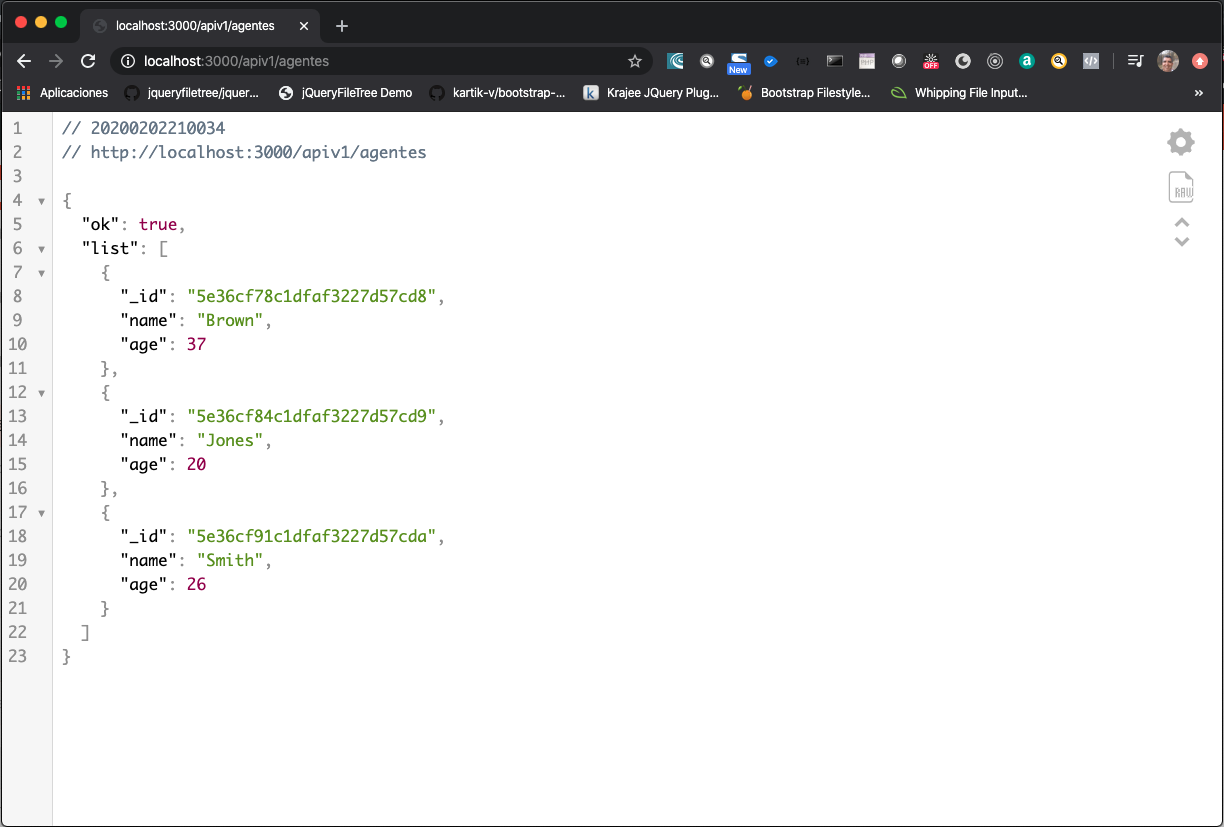 localhost:3000/apiv1/agentes
localhost:3000/apiv1/agentes
New
OFF
a
Aplicaciones jqueryfiletree/jquer... jQueryFileTree Demo kartik-v/bootstrap-... k Krajee JQuery Plug... Bootstrap Filestyle... Whipping File Input... »
1 // 20200202210034
2 // http://localhost:3000/apiv1/agentes
3
4 {
5 "ok": true,
6 "list": [
7 {
8 "_id": "5e36cf78c1dfaf3227d57cd8",
9 "name": "Brown",
10 "age": 37
11 },
12 {
13 "_id": "5e36cf84c1dfaf3227d57cd9",
14 "name": "Jones",
15 "age": 20
16 },
17 {
18 "_id": "5e36cf91c1dfaf3227d57cda",
19 "name": "Smith",
20 "age": 26
21 }
22 ]
23 }
RAW